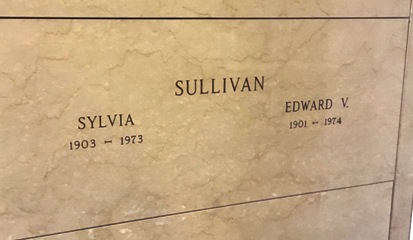 SULLIVAN
SYLVIA
1903 – 1973
EDWARD V.
1901 – 1974